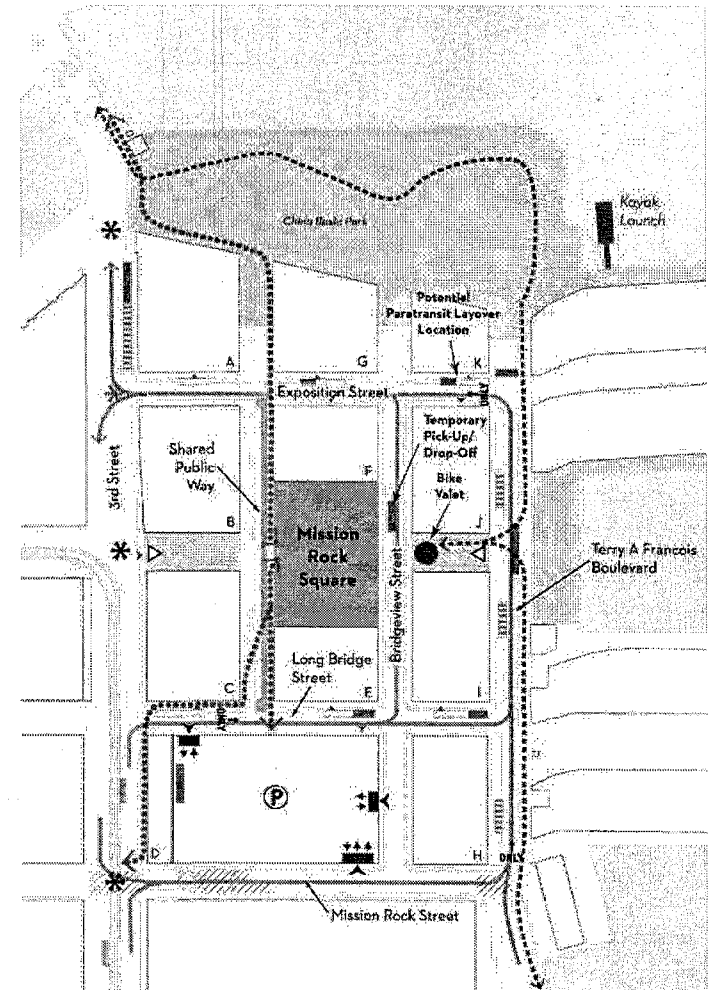 Kayak
Launch
China Basin Park
Potential
Paratransit Layover
Location
A
G
K
Exposition Street
ONLY
Temporary
Pick-Up/
Drop-Off
Shared
Public
Way
F
Bike
Valet
3rd Street
B
J
Mission
Rock
Square
Terry A Francois
Boulevard
Bridgeview Street
Long Bridge
Street
C
E
I
ONLY
P
D
H
ONLY
Mission Rock Street